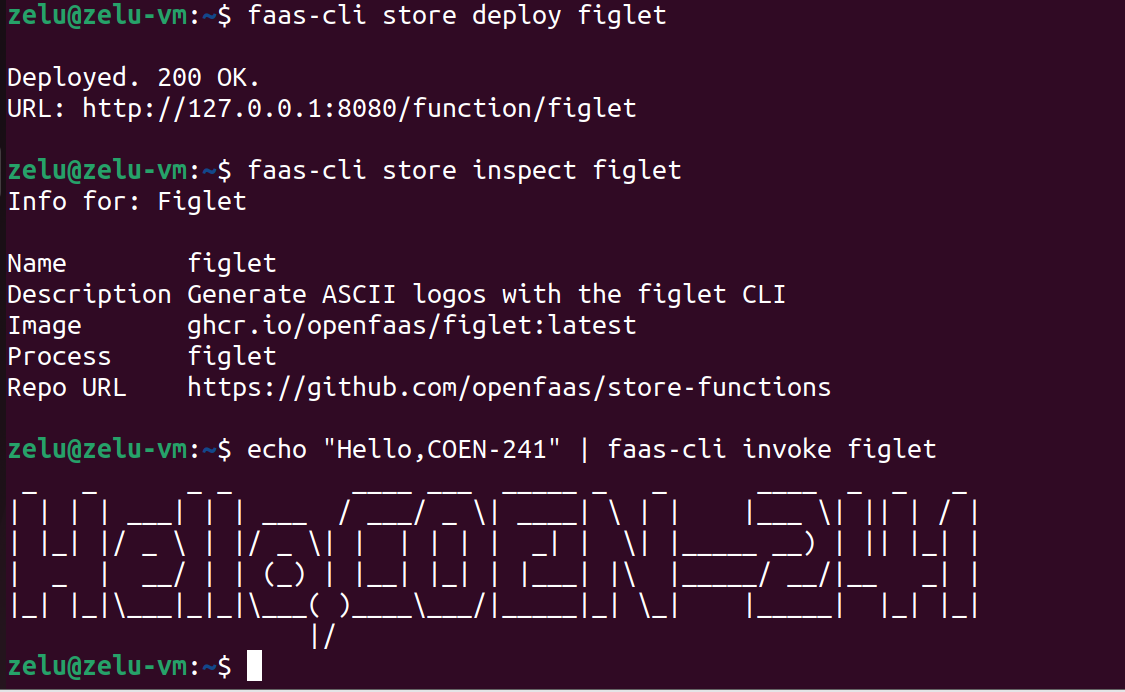 zelu@zelu-vm:~$ faas-cli store deploy figlet
Deployed. 200 OK.
URL: http://127.0.0.1:8080/function/figlet
zelu@zelu-vm:~$ faas-cli store inspect figlet
Info for: Figlet
Name        figlet
Description Generate ASCII logos with the figlet CLI
Image       ghcr.io/openfaas/figlet:latest
Process     figlet
Repo URL    https://github.com/openfaas/store-functions
zelu@zelu-vm:~$ echo "Hello,COEN-241" | faas-cli invoke figlet
Hello,COEN-241
zelu@zelu-vm:~$